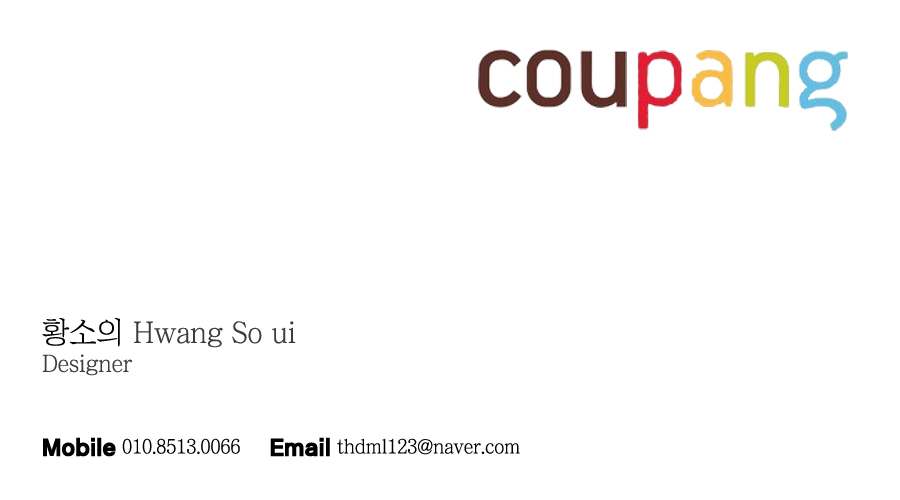 coupang
황소의 Hwang So ui
Designer
Mobile 010.8513.0066 Email thdml123@naver.com